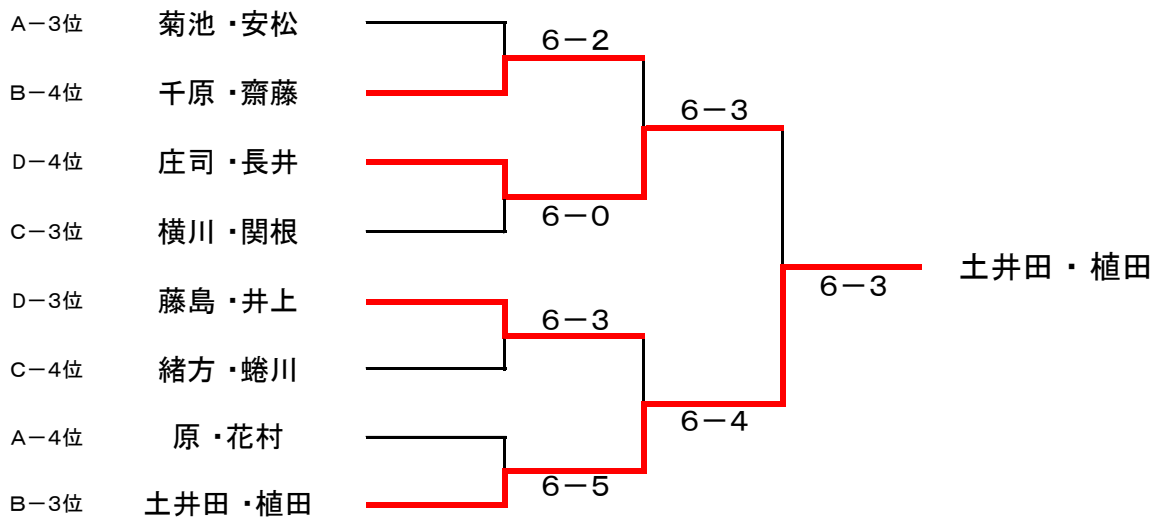 A－3位 菊池・安松
6－2
B－4位 千原・齋藤
6－3
D－4位 庄司・長井
6－0
C－3位 横川・関根
土井田・植田
6－3
D－3位 藤島・井上
6－3
C－4位 緒方・蜷川
6－4
A－4位 原・花村
6－5
B－3位 土井田・植田